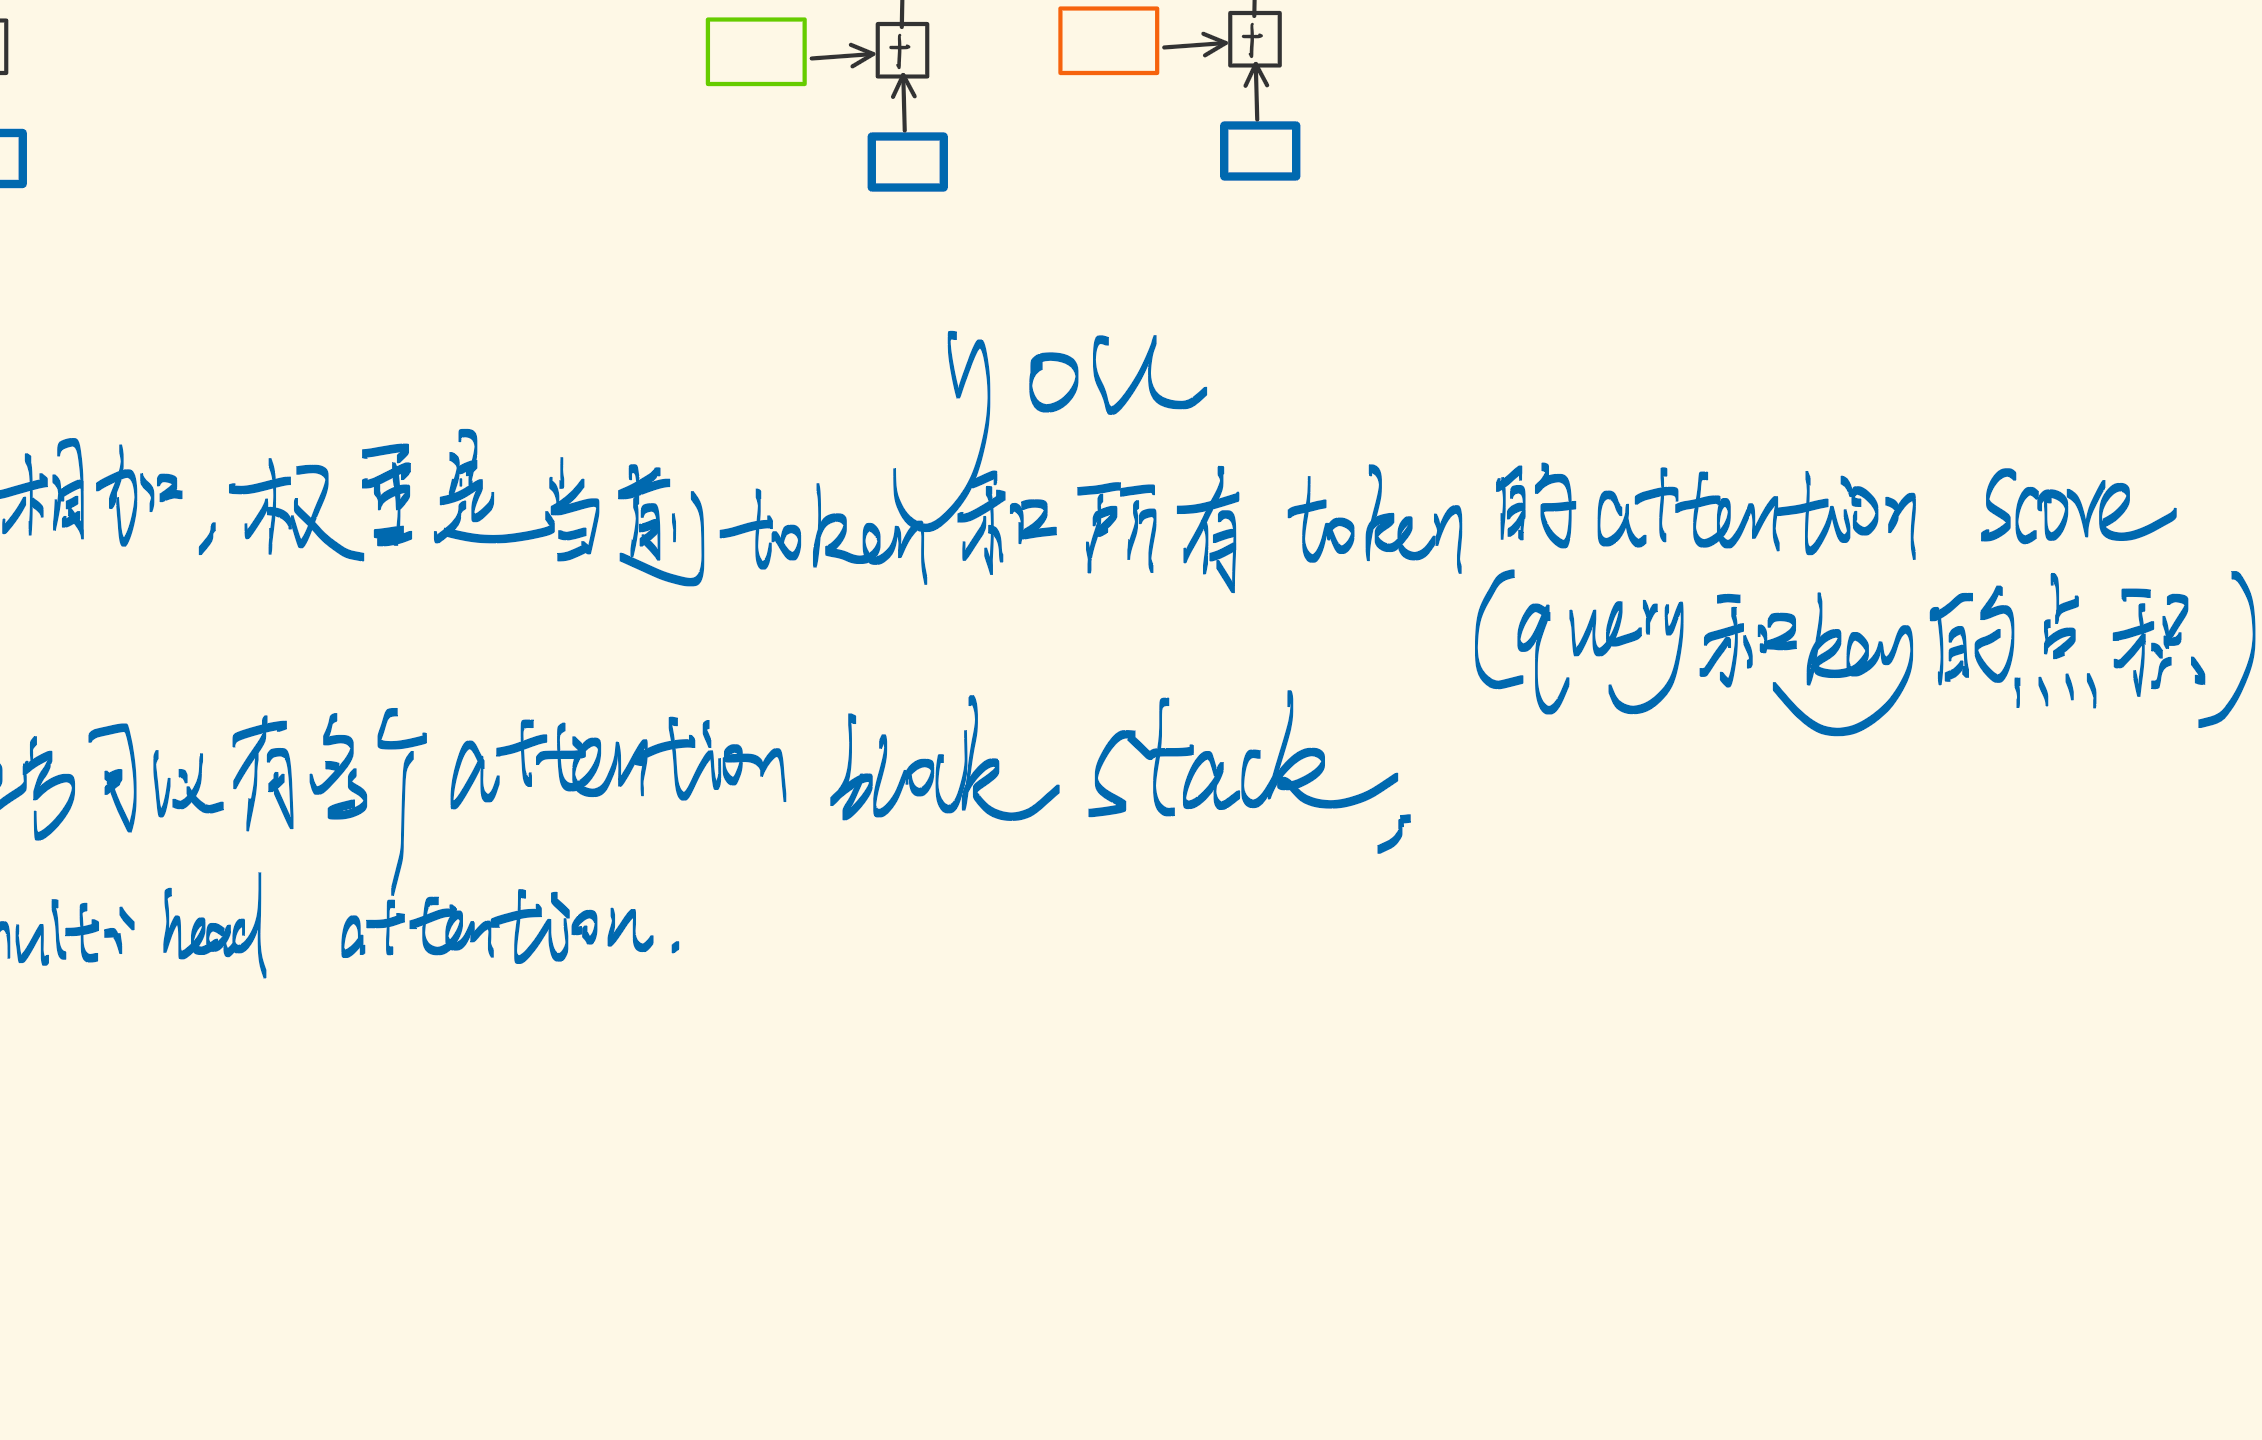 you
相加,权重是当前token和所有token的attention score
(query和key的点积)
可以有多个attention block stack,
multi head attention.